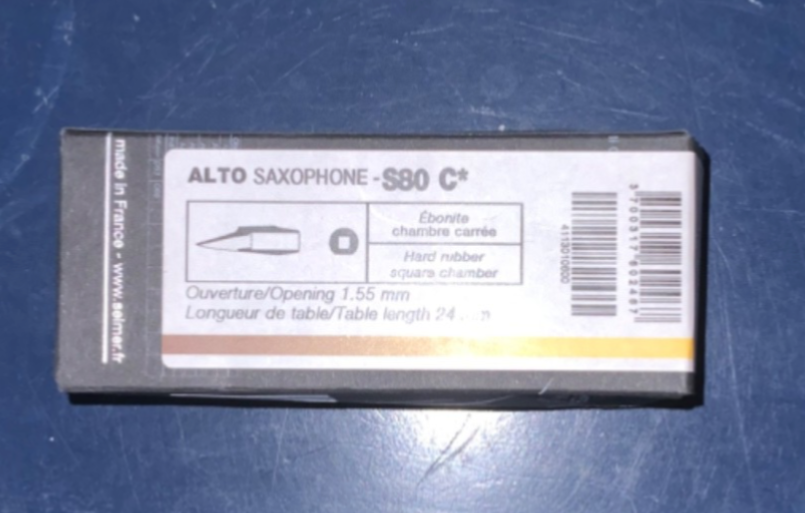 ALTO SAXOPHONE - S80 C*
Ébonite
chambre carrée
Hard rubber
square chamber
Ouverture/Opening 1.55 mm
Longueur de table/Table length 24
made in France - www.selmer.fr